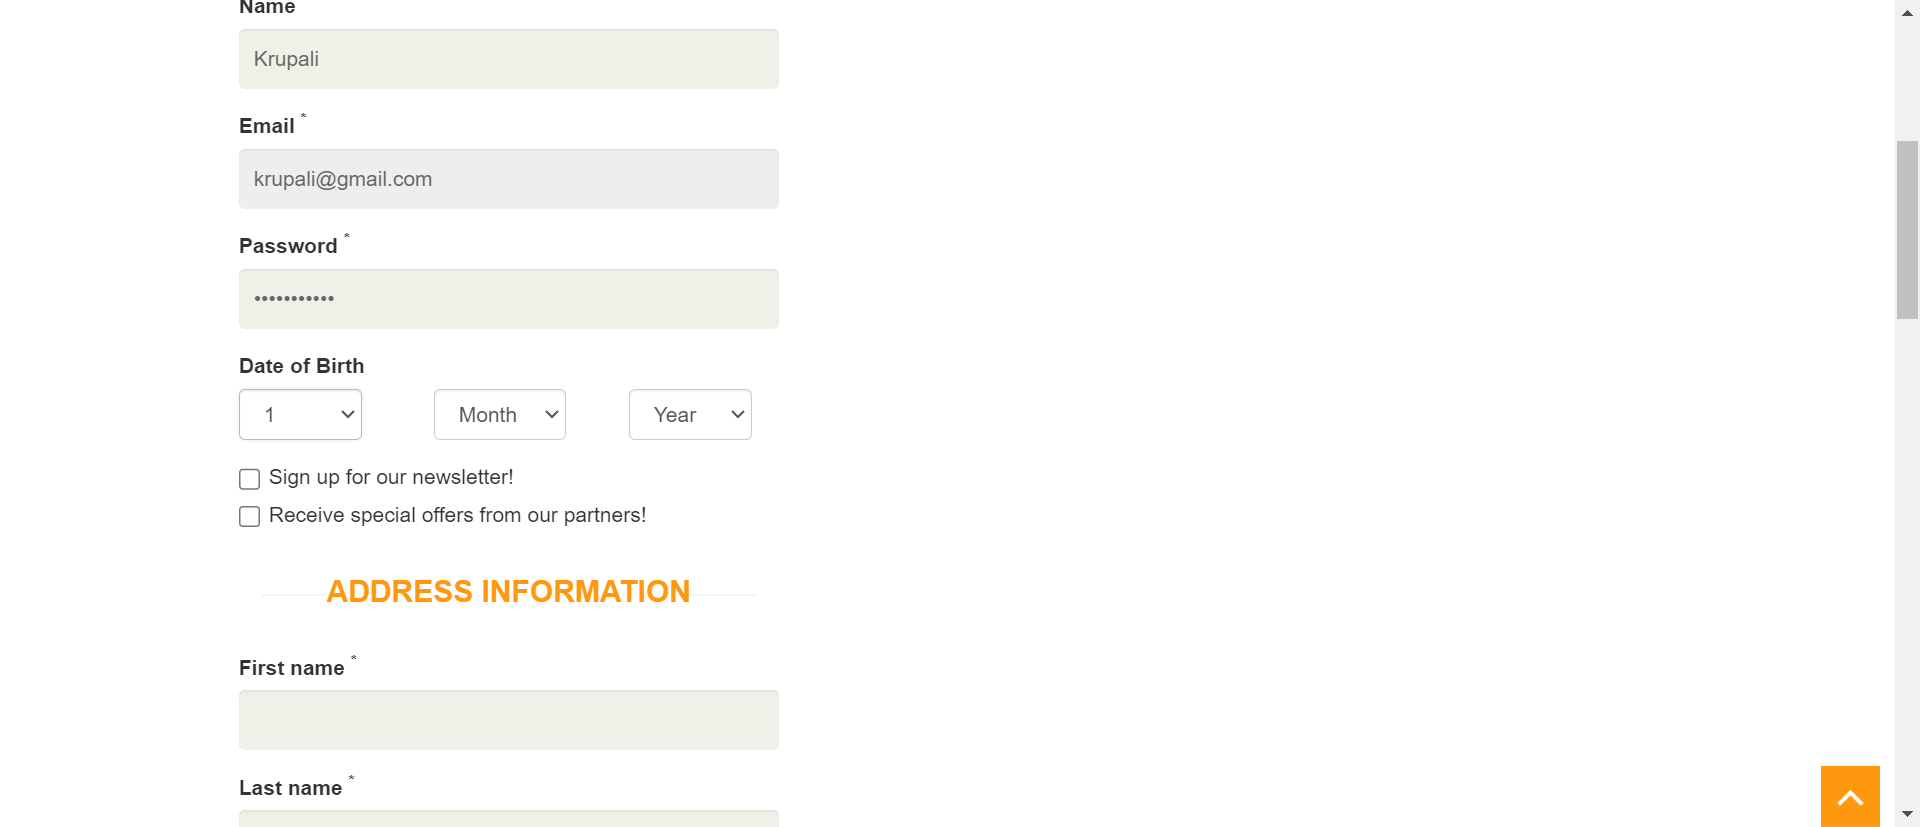 Name
Krupali
Email *
krupali@gmail.com
Password *
•••••••••••
Date of Birth
1 Month Year
Sign up for our newsletter!
Receive special offers from our partners!
ADDRESS INFORMATION
First name *
Last name *